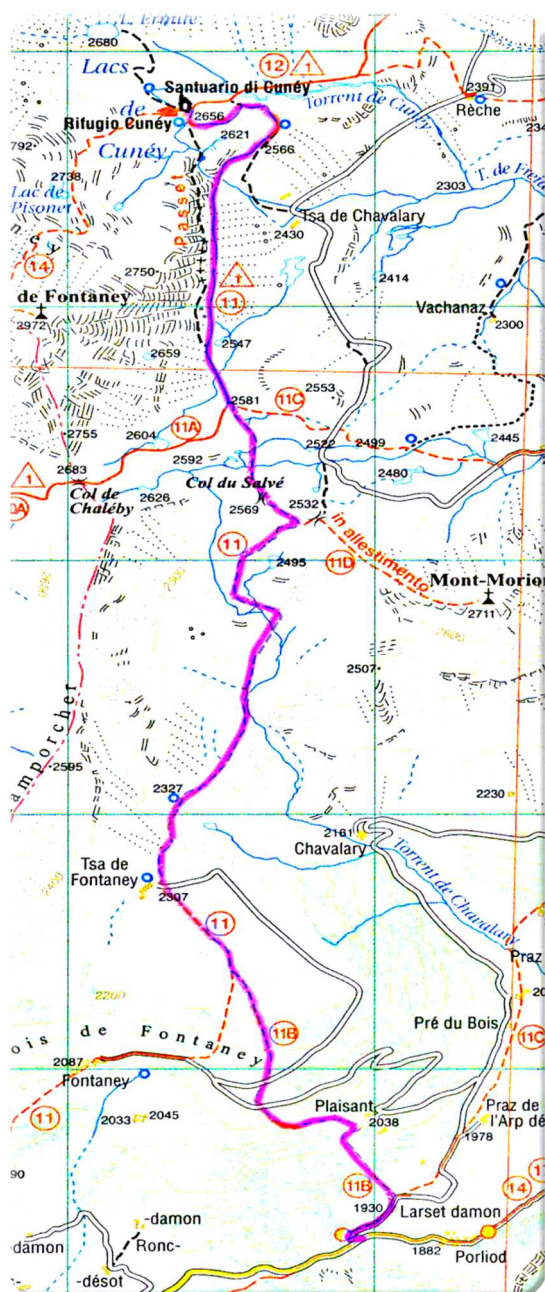 L. Ermite
2680
Lacs
12
1
Santuario di Cunéy
2391
de
2656
Torrent de Cunéy
Rèche
Rifugio Cunéy
2621
792
Cunéy
2566
2738
2303
Lac de
Pisonet
Passet
Tsa de Chavalary
2430
14
2750
1
2414
11
de Fontaney
Vachanaz
2972
2300
2547
2659
2553
2581
11C
11A
2755
2604
2522
2499
2445
2592
1
2683
2480
Col de
Chaléby
2626
Col du Salvé
2569
2532
11
in allestimento
2495
11D
Mont-Morion
2711
2507
2595
2327
2230
2161
Chavalary
Tsa de
Fontaney
Torrent de Chavalary
2307
11
Praz
2200
11B
Pré du Bois
11C
ois de Fontaney
2087
Fontaney
Plaisant
2045
2038
Praz de
11
2033
l'Arp dé
1978
11B
1930
90
-damon
Larset damon
14
-damon
Ronc-
1882
Porliod
-désot